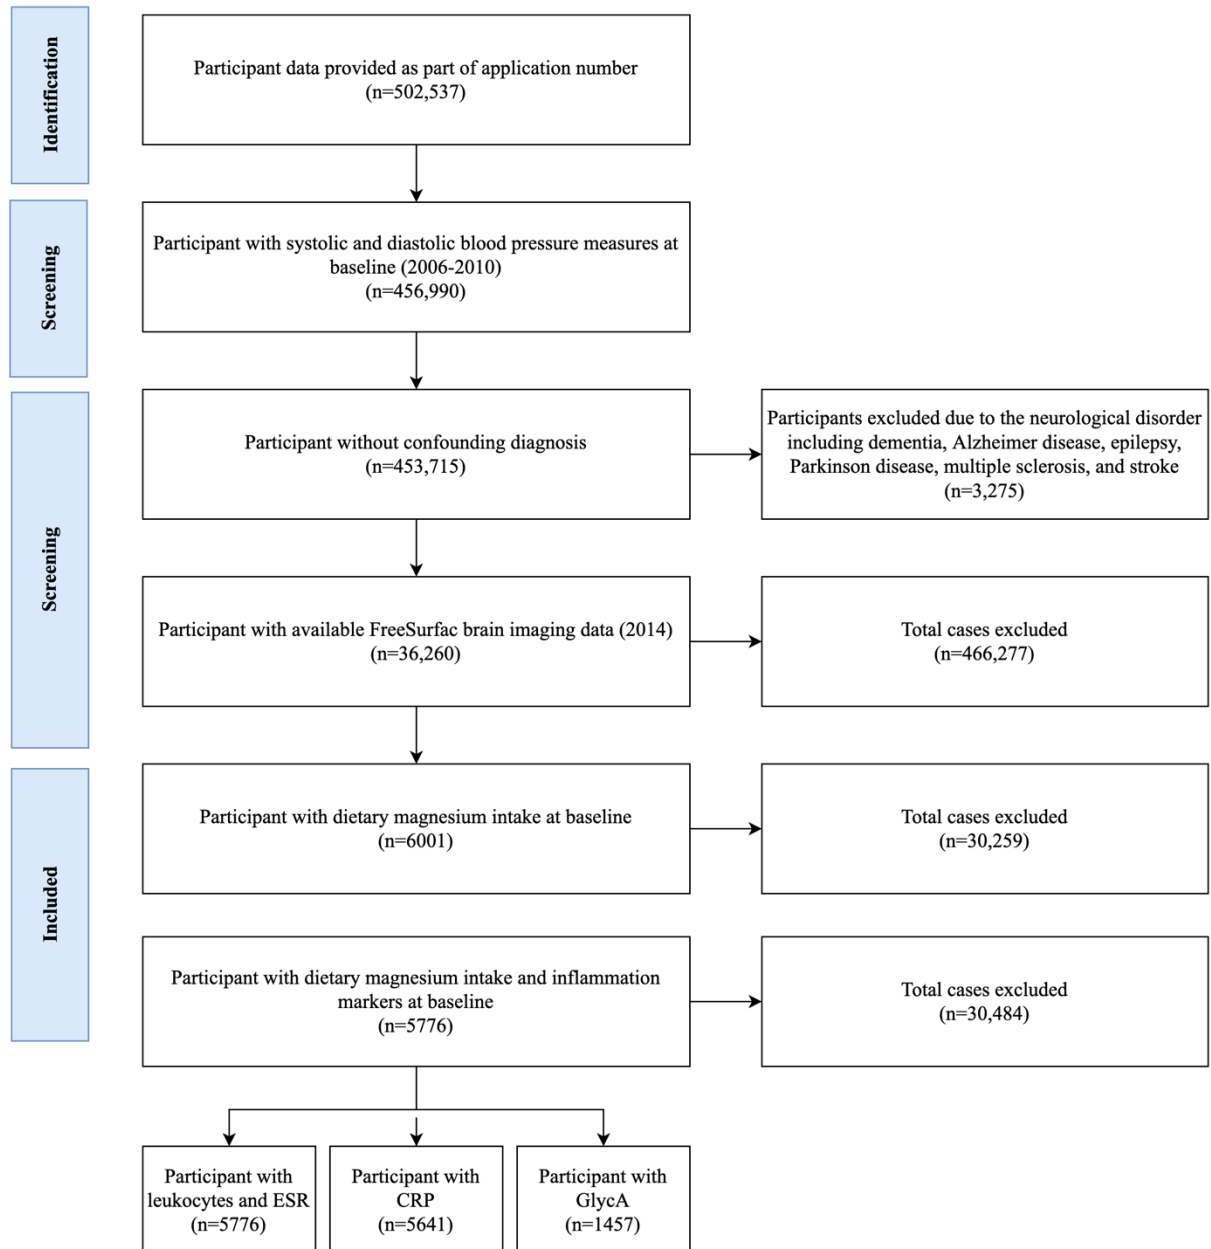 Identification
Participant data provided as part of application number
(n=502,537)
Screening
Participant with systolic and diastolic blood pressure measures at
baseline (2006-2010)
(n=456,990)
Screening
Participant without confounding diagnosis
(n=453,715)
Participants excluded due to the neurological disorder
including dementia, Alzheimer disease, epilepsy,
Parkinson disease, multiple sclerosis, and stroke
(n=3,275)
Participant with available FreeSurfac brain imaging data (2014)
(n=36,260)
Total cases excluded
(n=466,277)
Included
Participant with dietary magnesium intake at baseline
(n=6001)
Total cases excluded
(n=30,259)
Participant with dietary magnesium intake and inflammation
markers at baseline
(n=5776)
Total cases excluded
(n=30,484)
Participant with
leukocytes and ESR
(n=5776)
Participant with
CRP
(n=5641)
Participant with
GlycA
(n=1457)